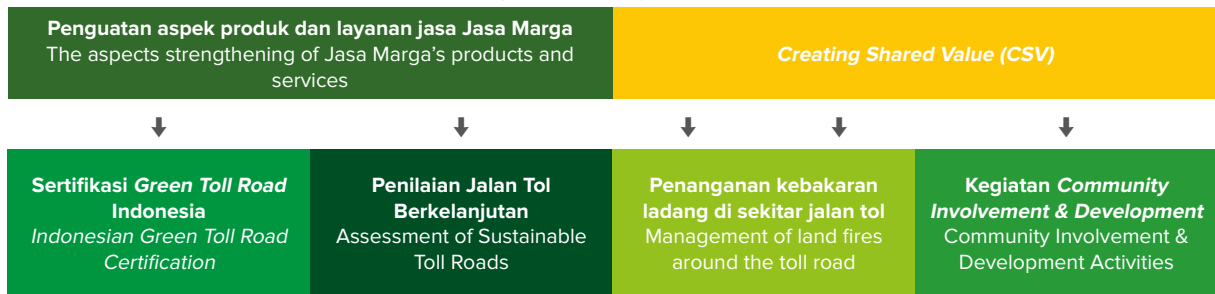 Penguatan aspek produk dan layanan jasa Jasa Marga
The aspects strengthening of Jasa Marga’s products and
services
Creating Shared Value (CSV)
Sertifikasi Green Toll Road
Indonesia
Indonesian Green Toll Road
Certification
Penilaian Jalan Tol
Berkelanjutan
Assessment of Sustainable
Toll Roads
Penanganan kebakaran
ladang di sekitar jalan tol
Management of land fires
around the toll road
Kegiatan Community
Involvement & Development
Community Involvement &
Development Activities